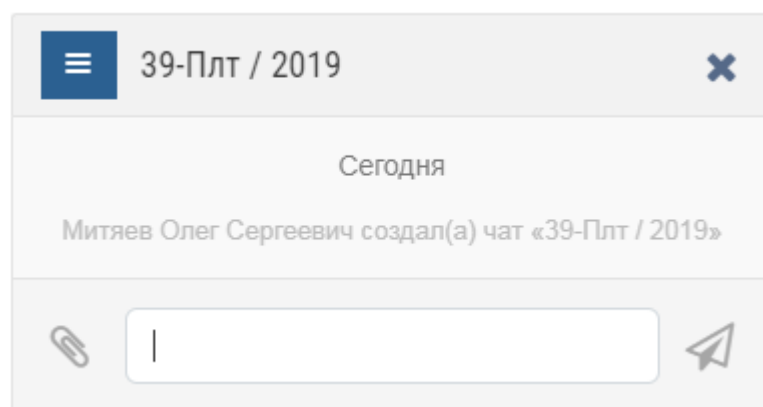 39-Плт / 2019
Сегодня
Митяев Олег Сергеевич создал(а) чат «39-Плт / 2019»